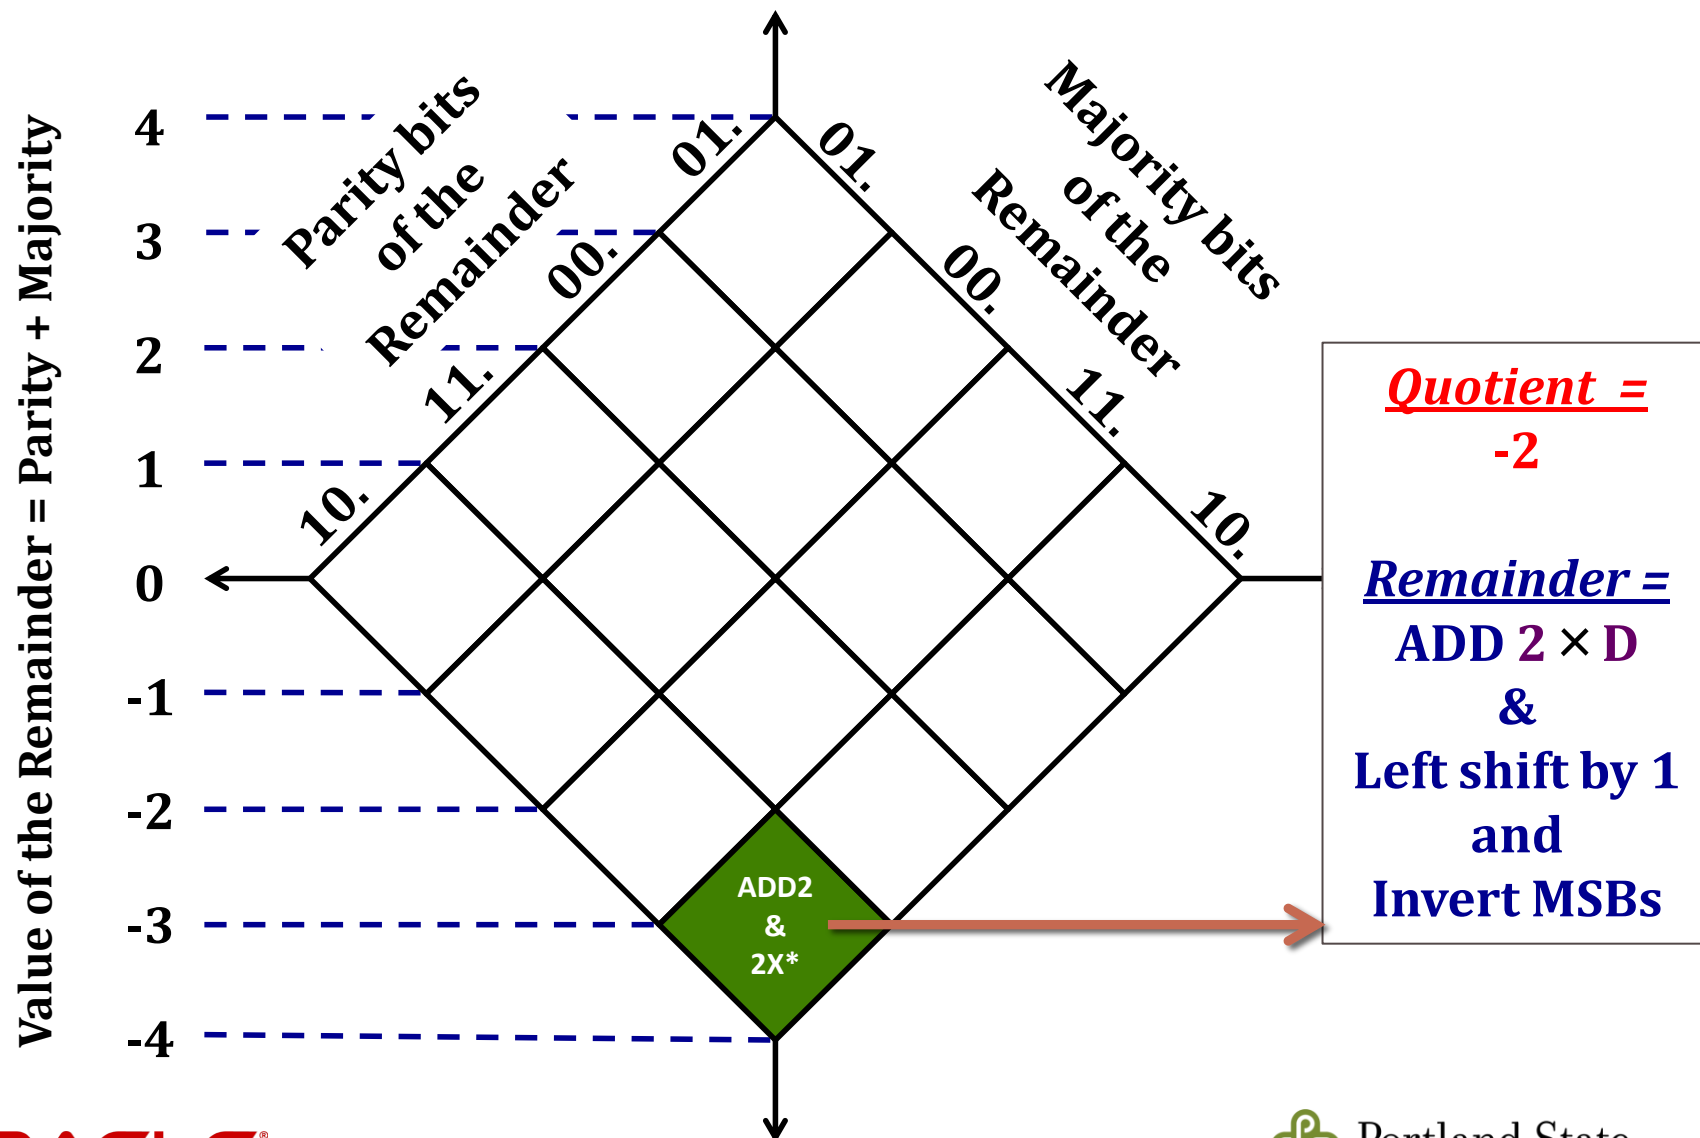 Value of the Remainder = Parity + Majority
4
3
2
1
0
-1
-2
-3
-4
Parity bits
of the
Remainder
01.
00.
11.
10.
Majority bits
of the
Remainder
01.
00.
11.
10.
ADD2
&
2X*
Quotient =
-2
Remainder =
ADD 2 × D
&
Left shift by 1
and
Invert MSBs
Portland State